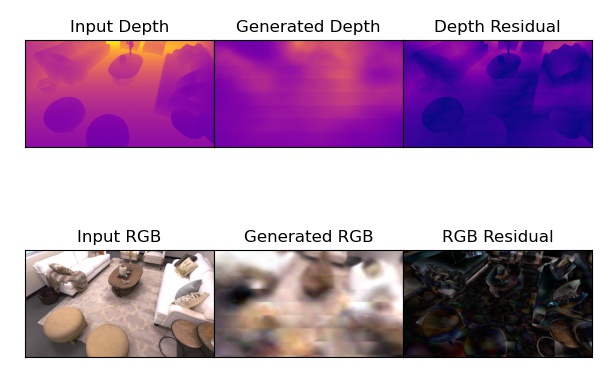 Input Depth
Generated Depth
Depth Residual
Input RGB
Generated RGB
RGB Residual